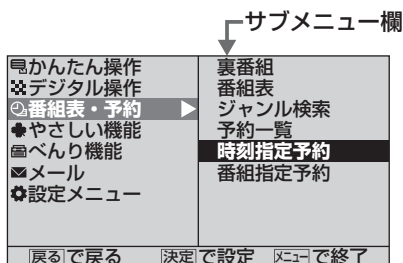 サブメニュー欄
かんたん操作
デジタル操作
番組表・予約
やさしい機能
べんり機能
メール
設定メニュー
裏番組
番組表
ジャンル検索
予約一覧
時刻指定予約
番組指定予約
戻る で戻る 決定 で設定 メニュー で終了